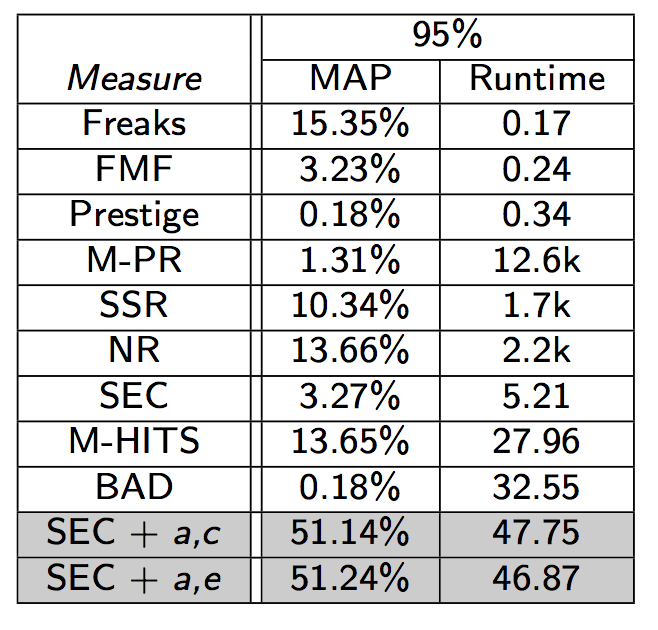 95%
Measure MAP Runtime
Freaks 15.35% 0.17
FMF 3.23% 0.24
Prestige 0.18% 0.34
M-PR 1.31% 12.6k
SSR 10.34% 1.7k
NR 13.66% 2.2k
SEC 3.27% 5.21
M-HITS 13.65% 27.96
BAD 0.18% 32.55
SEC + a,c 51.14% 47.75
SEC + a,e 51.24% 46.87